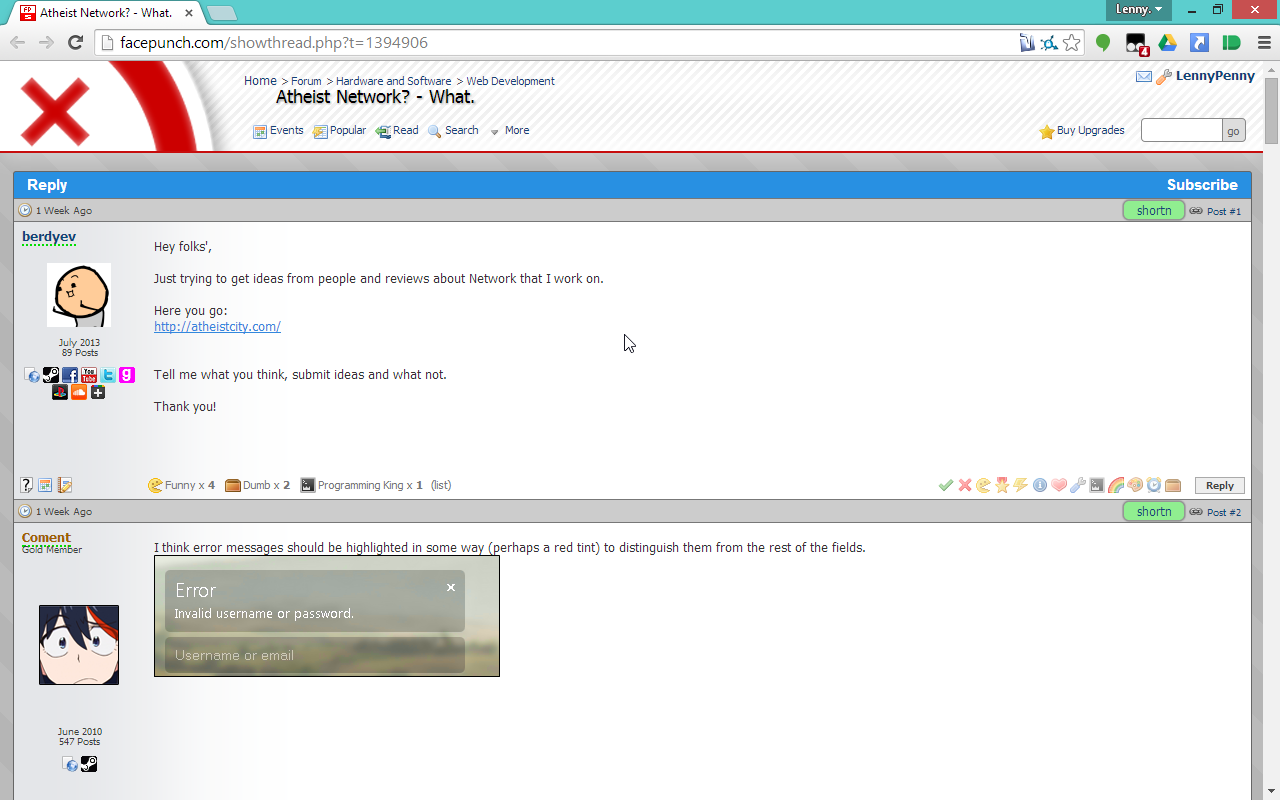 Atheist Network? - What.
Lenny.
facepunch.com/showthread.php?t=1394906
4
Home > Forum > Hardware and Software > Web Development
LennyPenny
Atheist Network? - What.
Events Popular Read Search More
Buy Upgrades go
Reply Subscribe
1 Week Ago shortn Post #1
berdyev
Hey folks',
Just trying to get ideas from people and reviews about Network that I work on.
Here you go:
http://atheistcity.com/
July 2013
89 Posts
Tell me what you think, submit ideas and what not.
Thank you!
Funny x 4 Dumb x 2 Programming King x 1 (list)
Reply
1 Week Ago shortn Post #2
Coment
Gold Member
I think error messages should be highlighted in some way (perhaps a red tint) to distinguish them from the rest of the fields.
Error
Invalid username or password.
Username or email
June 2010
547 Posts